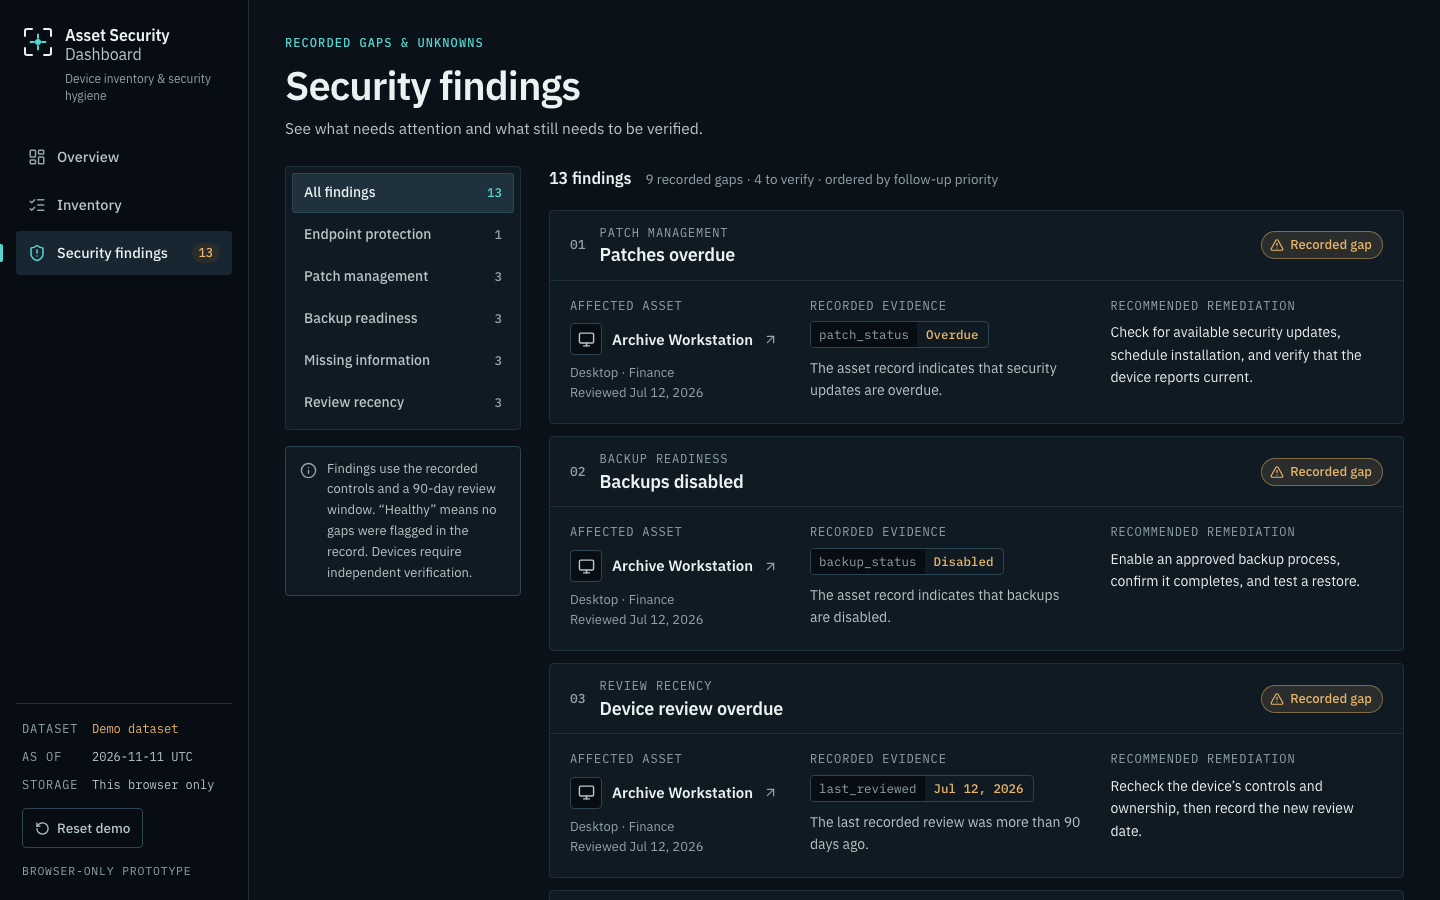 Asset Security
Dashboard
Device inventory & security
hygiene
Overview
Inventory
Security findings 13
DATASET Demo dataset
AS OF 2026-11-11 UTC
STORAGE This browser only
Reset demo
BROWSER-ONLY PROTOTYPE
RECORDED GAPS & UNKNOWNS
Security findings
See what needs attention and what still needs to be verified.
All findings 13
Endpoint protection 1
Patch management 3
Backup readiness 3
Missing information 3
Review recency 3
Findings use the recorded
controls and a 90-day review
window. “Healthy” means no
gaps were flagged in the
record. Devices require
independent verification.
13 findings 9 recorded gaps · 4 to verify · ordered by follow-up priority
01
PATCH MANAGEMENT
Patches overdue
Recorded gap
AFFECTED ASSET
Archive Workstation
Desktop · Finance
Reviewed Jul 12, 2026
RECORDED EVIDENCE
patch_status Overdue
The asset record indicates that security
updates are overdue.
RECOMMENDED REMEDIATION
Check for available security updates,
schedule installation, and verify that the
device reports current.
02
BACKUP READINESS
Backups disabled
Recorded gap
AFFECTED ASSET
Archive Workstation
Desktop · Finance
Reviewed Jul 12, 2026
RECORDED EVIDENCE
backup_status Disabled
The asset record indicates that backups
are disabled.
RECOMMENDED REMEDIATION
Enable an approved backup process,
confirm it completes, and test a restore.
03
REVIEW RECENCY
Device review overdue
Recorded gap
AFFECTED ASSET
Archive Workstation
Desktop · Finance
Reviewed Jul 12, 2026
RECORDED EVIDENCE
last_reviewed Jul 12, 2026
The last recorded review was more than 90
days ago.
RECOMMENDED REMEDIATION
Recheck the device’s controls and
ownership, then record the new review
date.